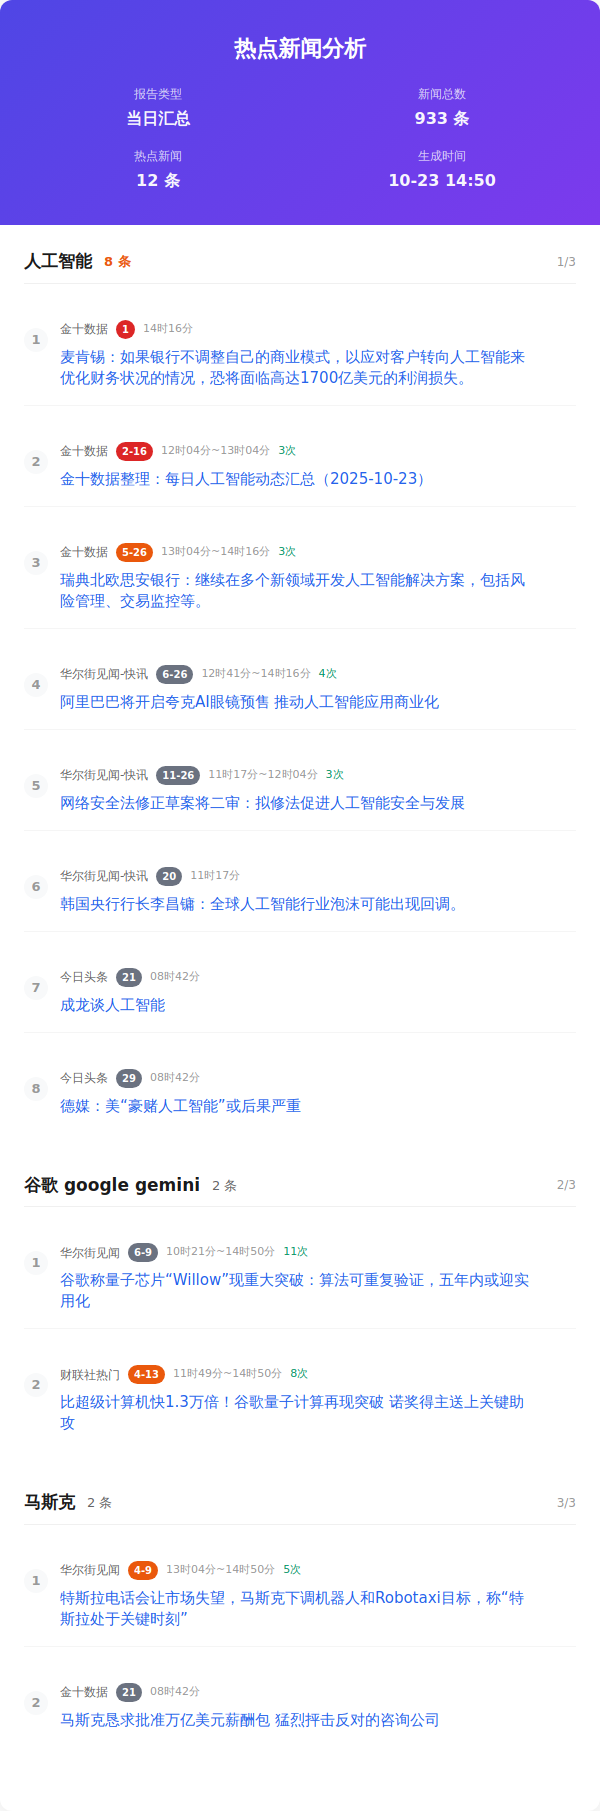 热点新闻分析
报告类型
新闻总数
当日汇总
933 条
热点新闻
生成时间
12 条
10-23 14:50
人工智能 8 条 1/3
1 金十数据 1 14时16分
麦肯锡：如果银行不调整自己的商业模式，以应对客户转向人工智能来
优化财务状况的情况，恐将面临高达1700亿美元的利润损失。
2 金十数据 2-16 12时04分~13时04分 3次
金十数据整理：每日人工智能动态汇总（2025-10-23）
3 金十数据 5-26 13时04分~14时16分 3次
瑞典北欧思安银行：继续在多个新领域开发人工智能解决方案，包括风
险管理、交易监控等。
4 华尔街见闻-快讯 6-26 12时41分~14时16分 4次
阿里巴巴将开启夸克AI眼镜预售 推动人工智能应用商业化
5 华尔街见闻-快讯 11-26 11时17分~12时04分 3次
网络安全法修正草案将二审：拟修法促进人工智能安全与发展
6 华尔街见闻-快讯 20 11时17分
韩国央行行长李昌镛：全球人工智能行业泡沫可能出现回调。
7 今日头条 21 08时42分
成龙谈人工智能
8 今日头条 29 08时42分
德媒：美“豪赌人工智能”或后果严重
谷歌 google gemini 2 条 2/3
1 华尔街见闻 6-9 10时21分~14时50分 11次
谷歌称量子芯片“Willow”现重大突破：算法可重复验证，五年内或迎实
用化
2 财联社热门 4-13 11时49分~14时50分 8次
比超级计算机快1.3万倍！谷歌量子计算再现突破 诺奖得主送上关键助
攻
马斯克 2 条 3/3
1 华尔街见闻 4-9 13时04分~14时50分 5次
特斯拉电话会让市场失望，马斯克下调机器人和Robotaxi目标，称“特
斯拉处于关键时刻”
2 金十数据 21 08时42分
马斯克恳求批准万亿美元薪酬包 猛烈抨击反对的咨询公司